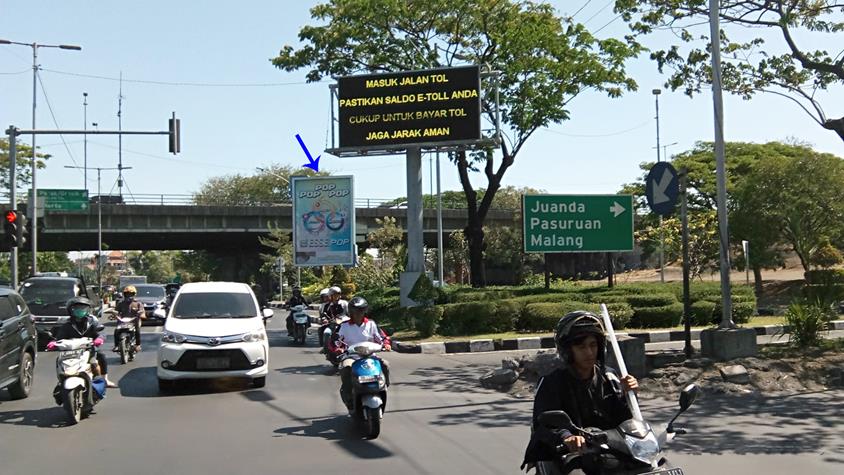 MASUK JALAN TOL
PASTIKAN SALDO E-TOLL ANDA
CUKUP UNTUK BAYAR TOL
JAGA JARAK AMAN
POP
POP POP
ESSE POP
Juanda
Pasuruan
Malang